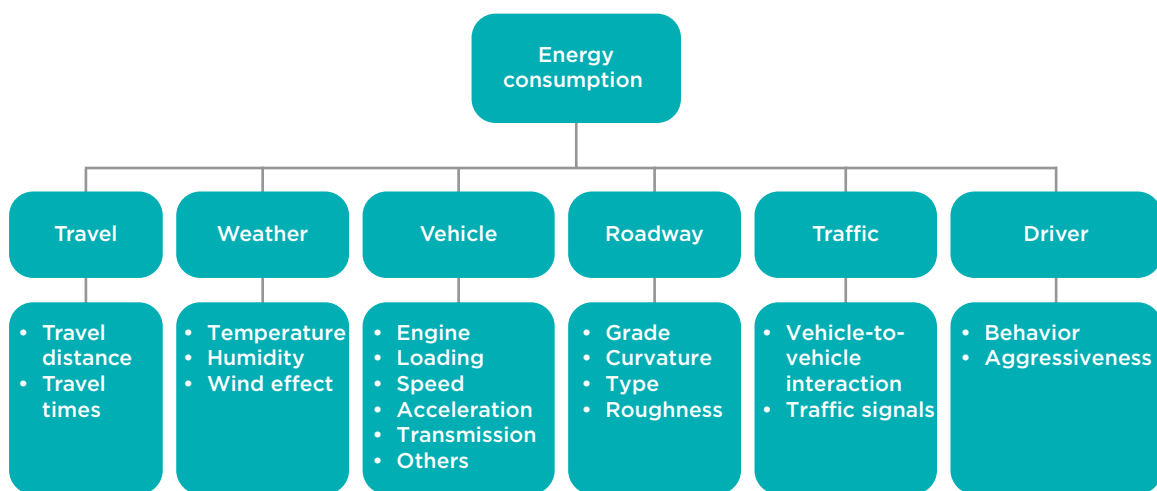 Energy
consumption
Travel
Weather
Vehicle
Roadway
Traffic
Driver
• Travel
distance
• Travel
times
• Temperature
• Humidity
• Wind effect
• Engine
• Loading
• Speed
• Acceleration
• Transmission
• Others
• Grade
• Curvature
• Type
• Roughness
• Vehicle-to-
vehicle
interaction
• Traffic signals
• Behavior
• Aggressiveness